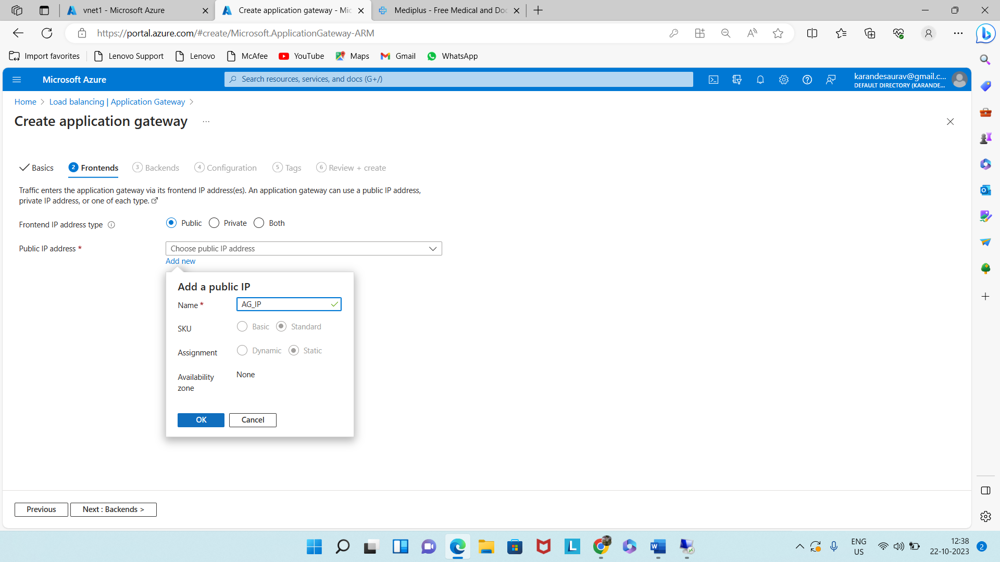 vnet1 - Microsoft Azure
Create application gateway - Mic
Mediplus - Free Medical and Doc
https://portal.azure.com/#create/Microsoft.ApplicationGateway-ARM
Import favorites
Lenovo Support
Lenovo
McAfee
YouTube
Maps
Gmail
WhatsApp
Microsoft Azure
Search resources, services, and docs (G+/)
karandesaurav@gmail.c...
DEFAULT DIRECTORY (KARANDE...
Home > Load balancing | Application Gateway >
Create application gateway ...
Basics
2 Frontends
3 Backends
4 Configuration
5 Tags
6 Review + create
Traffic enters the application gateway via its frontend IP address(es). An application gateway can use a public IP address,
private IP address, or one of each type.
Frontend IP address type
Public Private Both
Public IP address *
Choose public IP address
Add new
Add a public IP
Name *
AG_IP
SKU
Basic Standard
Assignment
Dynamic Static
Availability
zone
None
OK Cancel
Previous
Next : Backends >
ENG
US
12:38
22-10-2023
2